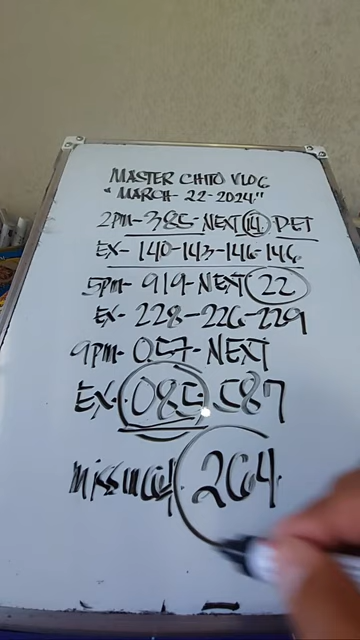 MASTER CHITO VLOG
"MARCH-22-2024"
2pm-385-NEXT 14. PET
EX-140-143-146-146
5pm-919-NEXT 22
EX-228-226-229
9pm-057-NEXT
EX-085-587
264